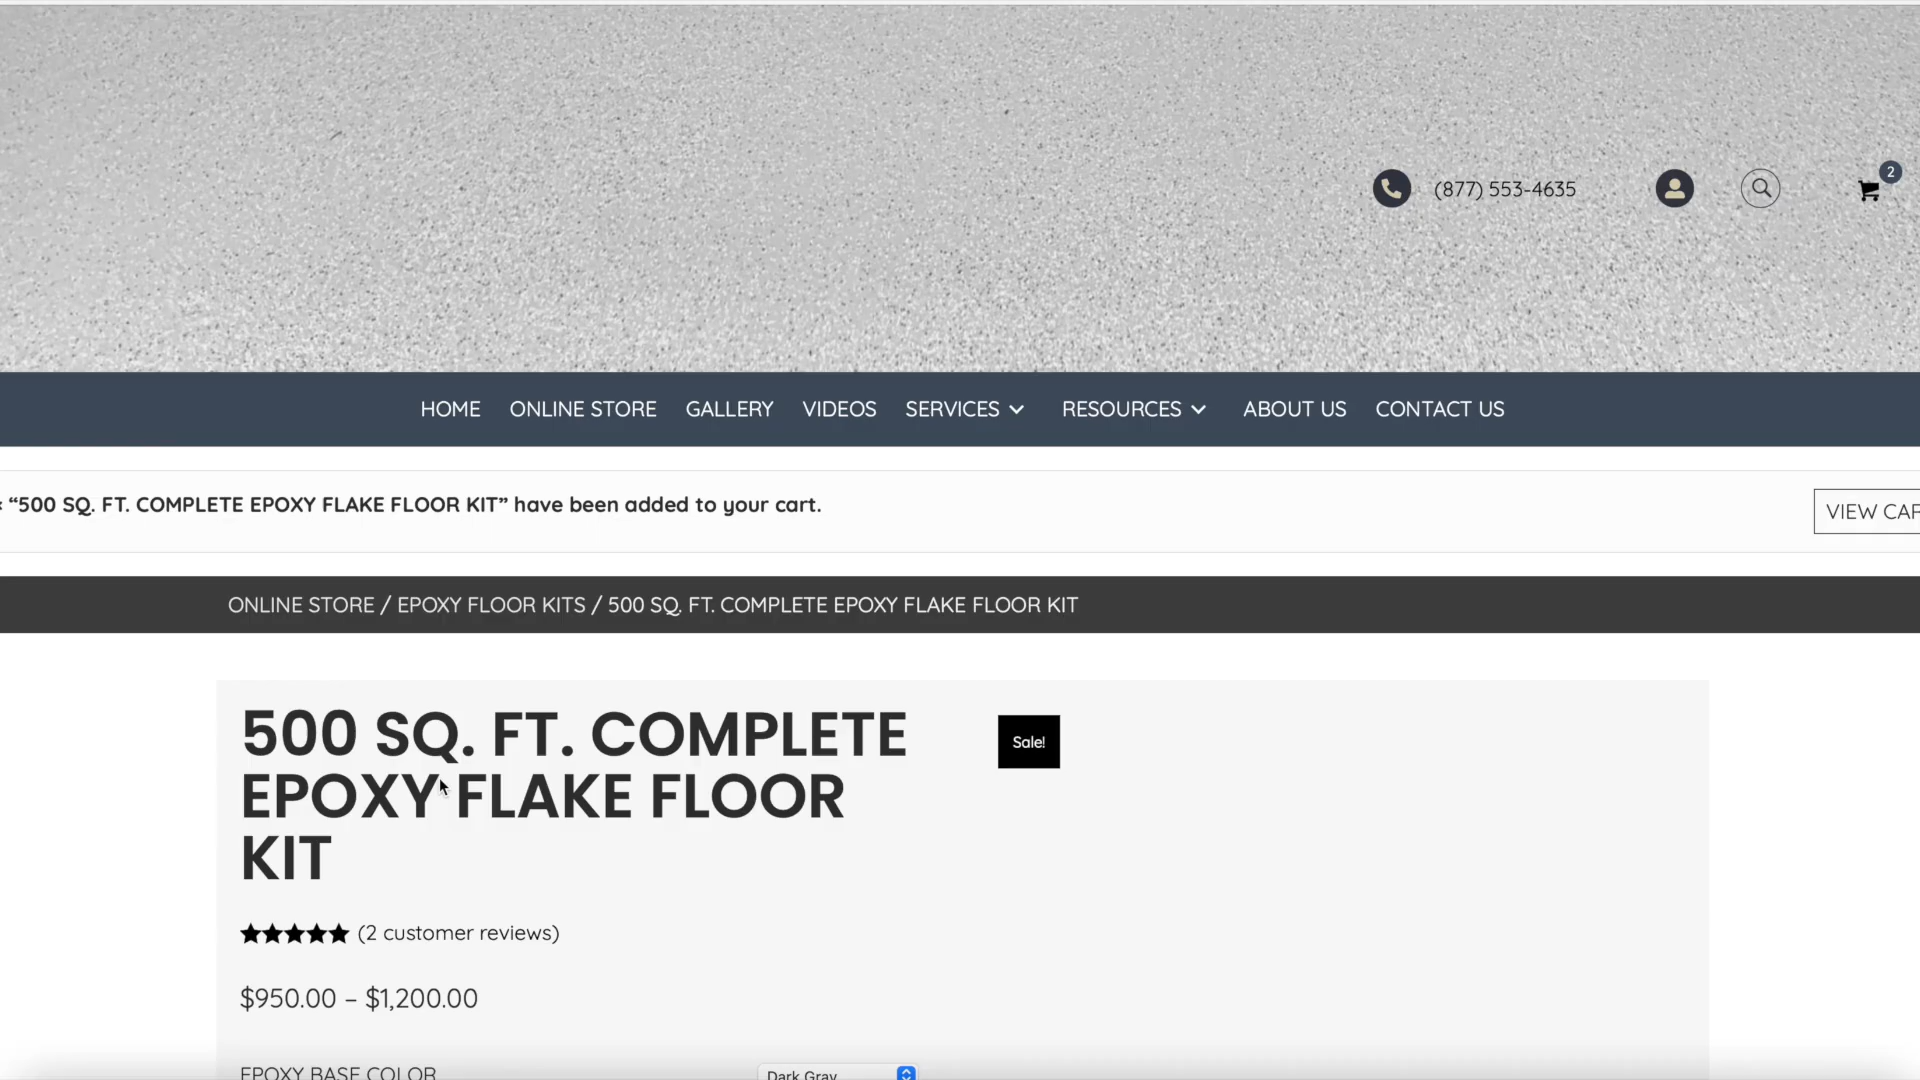 (877) 553-4635
2
HOME ONLINE STORE GALLERY VIDEOS SERVICES RESOURCES ABOUT US CONTACT US
“500 SQ. FT. COMPLETE EPOXY FLAKE FLOOR KIT” have been added to your cart.
VIEW CAR
ONLINE STORE / EPOXY FLOOR KITS / 500 SQ. FT. COMPLETE EPOXY FLAKE FLOOR KIT
500 SQ. FT. COMPLETE
EPOXY FLAKE FLOOR
KIT
Sale!
(2 customer reviews)
$950.00 – $1,200.00
EPOXY BASE COLOR
Dark Gray